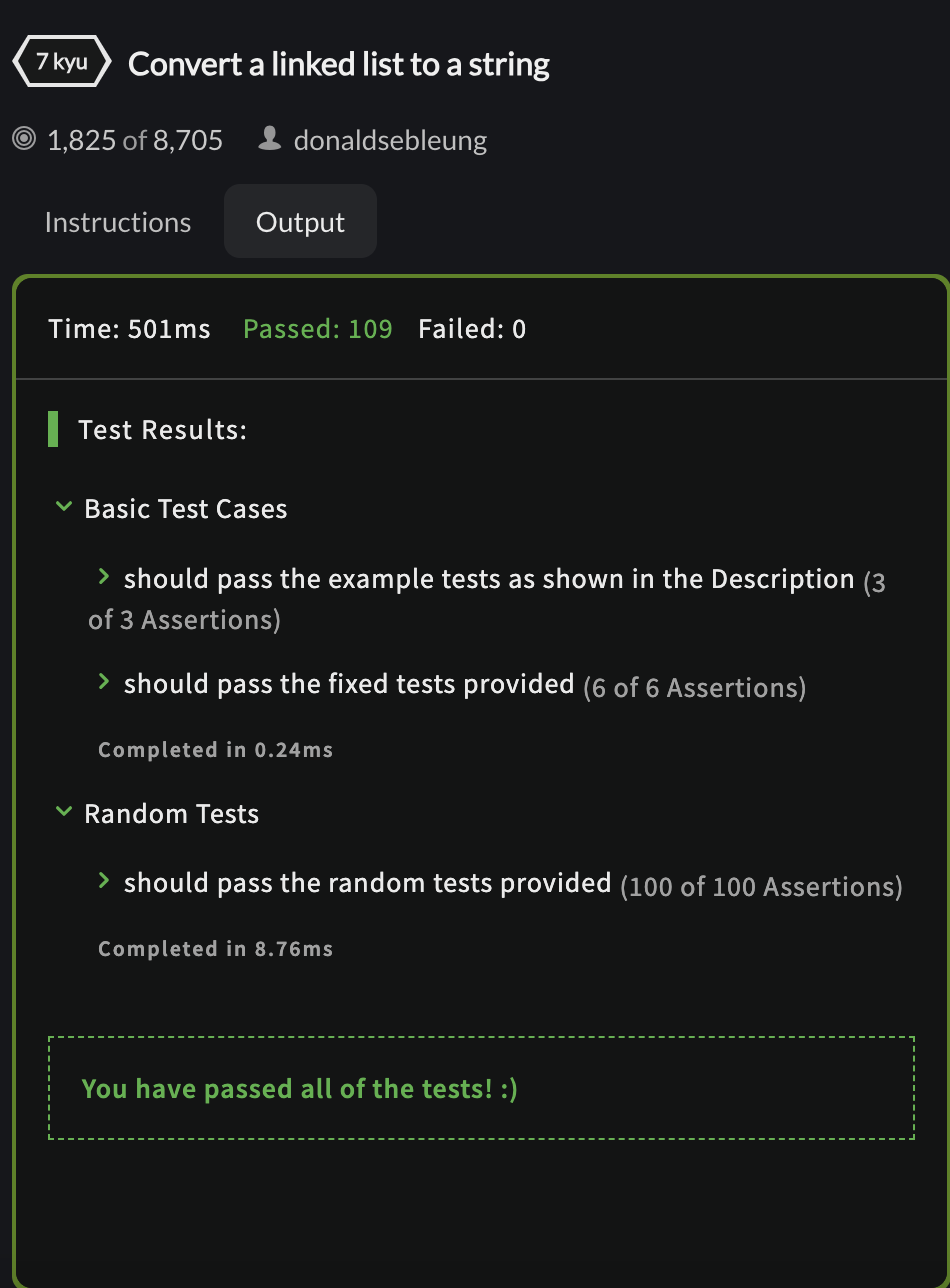 7 kyu Convert a linked list to a string
1,825 of 8,705 donaldsebleung
Instructions Output
Time: 501ms Passed: 109 Failed: 0
Test Results:
Basic Test Cases
should pass the example tests as shown in the Description (3
of 3 Assertions)
should pass the fixed tests provided (6 of 6 Assertions)
Completed in 0.24ms
Random Tests
should pass the random tests provided (100 of 100 Assertions)
Completed in 8.76ms
You have passed all of the tests! :)